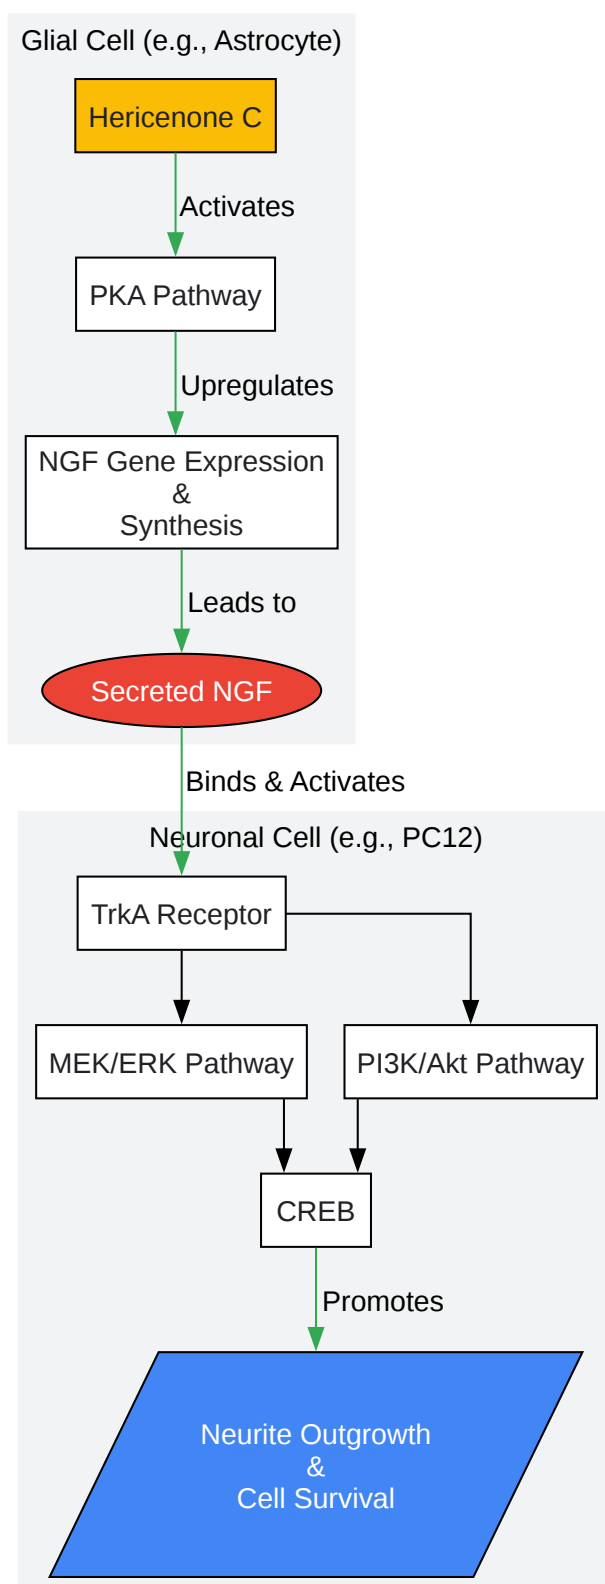 Glial Cell (e.g., Astrocyte)
Hericenone C
Activates
PKA Pathway
Upregulates
NGF Gene Expression
&
Synthesis
Leads to
Secreted NGF
Binds & Activates
Neuronal Cell (e.g., PC12)
TrkA Receptor
MEK/ERK Pathway
PI3K/Akt Pathway
CREB
Promotes
Neurite Outgrowth
&
Cell Survival